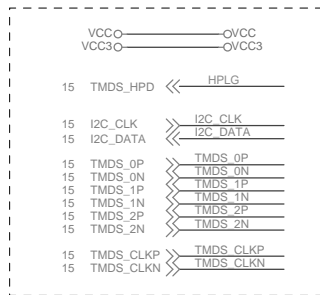 VCC VCC
VCC3 VCC3
15 TMDS_HPD HPLG
15 I2C_CLK I2C_CLK
15 I2C_DATA I2C_DATA
15 TMDS_0P TMDS_0P
15 TMDS_0N TMDS_0N
15 TMDS_1P TMDS_1P
15 TMDS_1N TMDS_1N
15 TMDS_2P TMDS_2P
15 TMDS_2N TMDS_2N
15 TMDS_CLKP TMDS_CLKP
15 TMDS_CLKN TMDS_CLKN